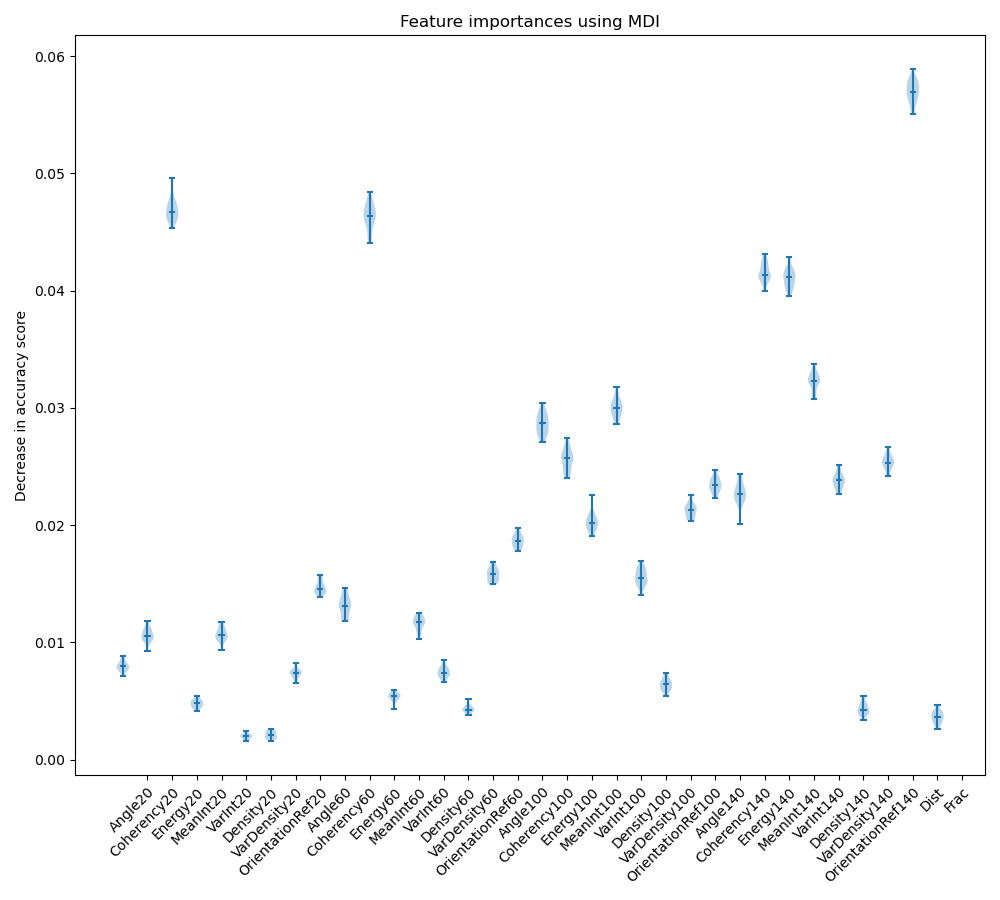 Feature importances using MDI
Decrease in accuracy score
0.06
0.05
0.04
0.03
0.02
0.01
0.00
Angle20
Coherency20
Energy20
MeanInt20
VarInt20
Density20
VarDensity20
OrientationRef20
Angle60
Coherency60
Energy60
MeanInt60
VarInt60
Density60
VarDensity60
OrientationRef60
Angle100
Coherency100
Energy100
MeanInt100
VarInt100
Density100
VarDensity100
OrientationRef100
Angle140
Coherency140
Energy140
MeanInt140
VarInt140
Density140
VarDensity140
OrientationRef140
Dist
Frac